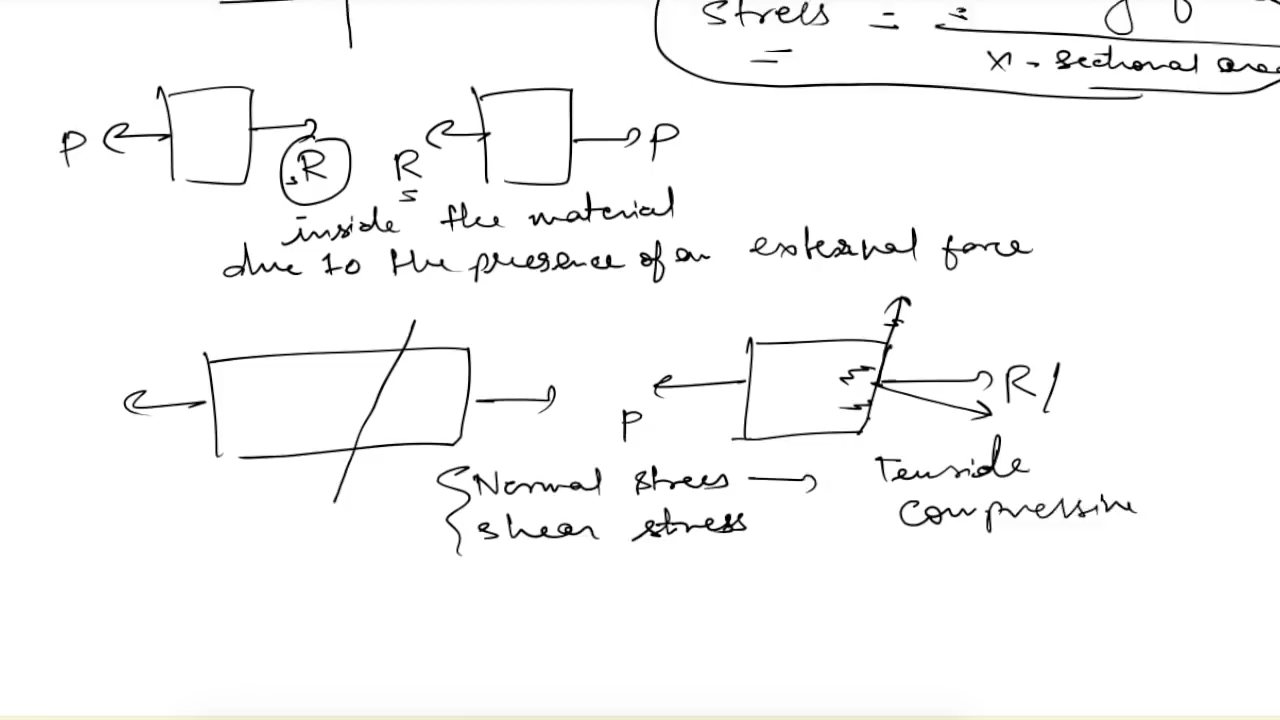 Stress =
x - sectional area
P R R P
inside the material
due to the presence of an external force
P R
Normal stress → Tenside
shear stress compressive